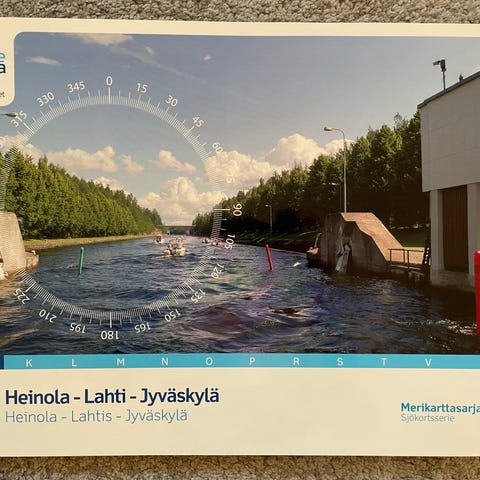 e
a
et
0
15
30
45
60
90
105
120
135
150
165
180
195
210
225
315
330
345
K L M N O P R S T V
Heinola - Lahti - Jyväskylä
Heinola - Lahtis - Jyväskylä
Merikarttasarja
Sjökortsserie